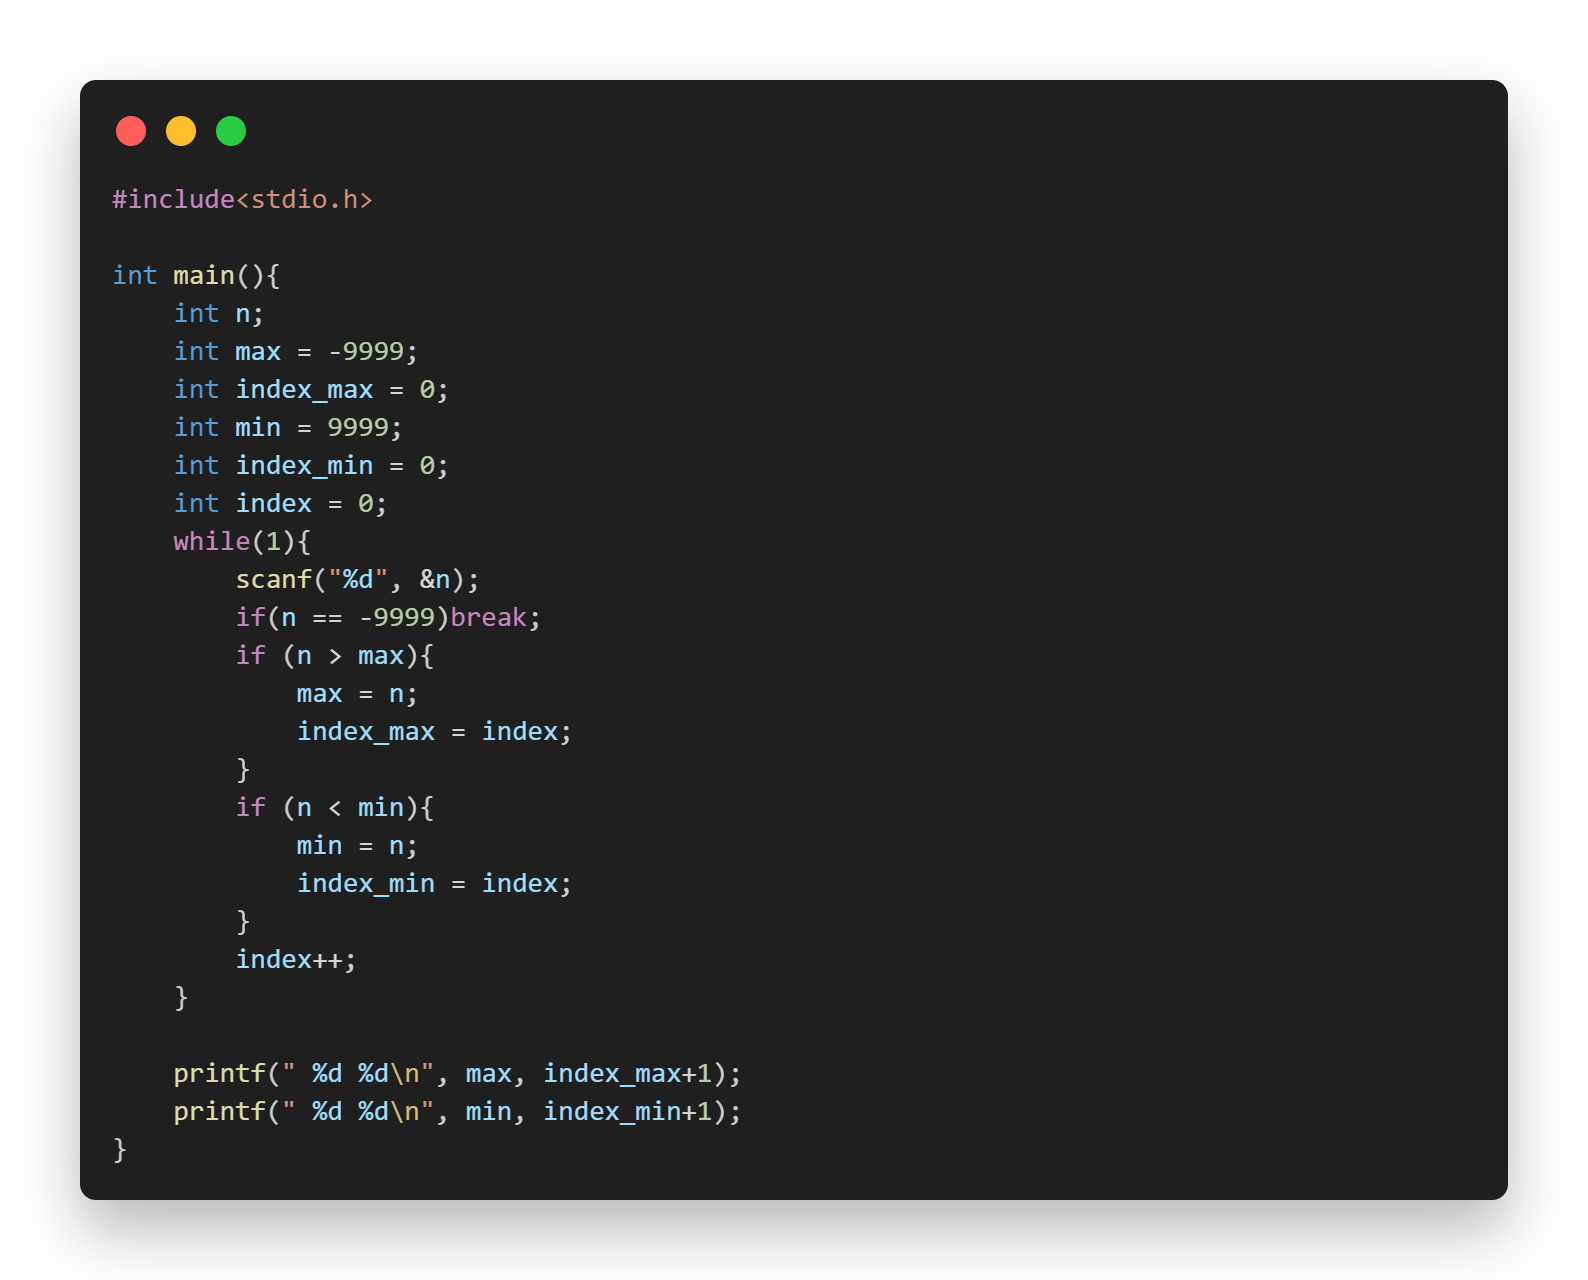 #include<stdio.h>

int main(){
    int n;
    int max = -9999;
    int index_max = 0;
    int min = 9999;
    int index_min = 0;
    int index = 0;
    while(1){
        scanf("%d", &n);
        if(n == -9999)break;
        if (n > max){
            max = n;
            index_max = index;
        }
        if (n < min){
            min = n;
            index_min = index;
        }
        index++;
    }

    printf(" %d %d\n", max, index_max+1);
    printf(" %d %d\n", min, index_min+1);
}